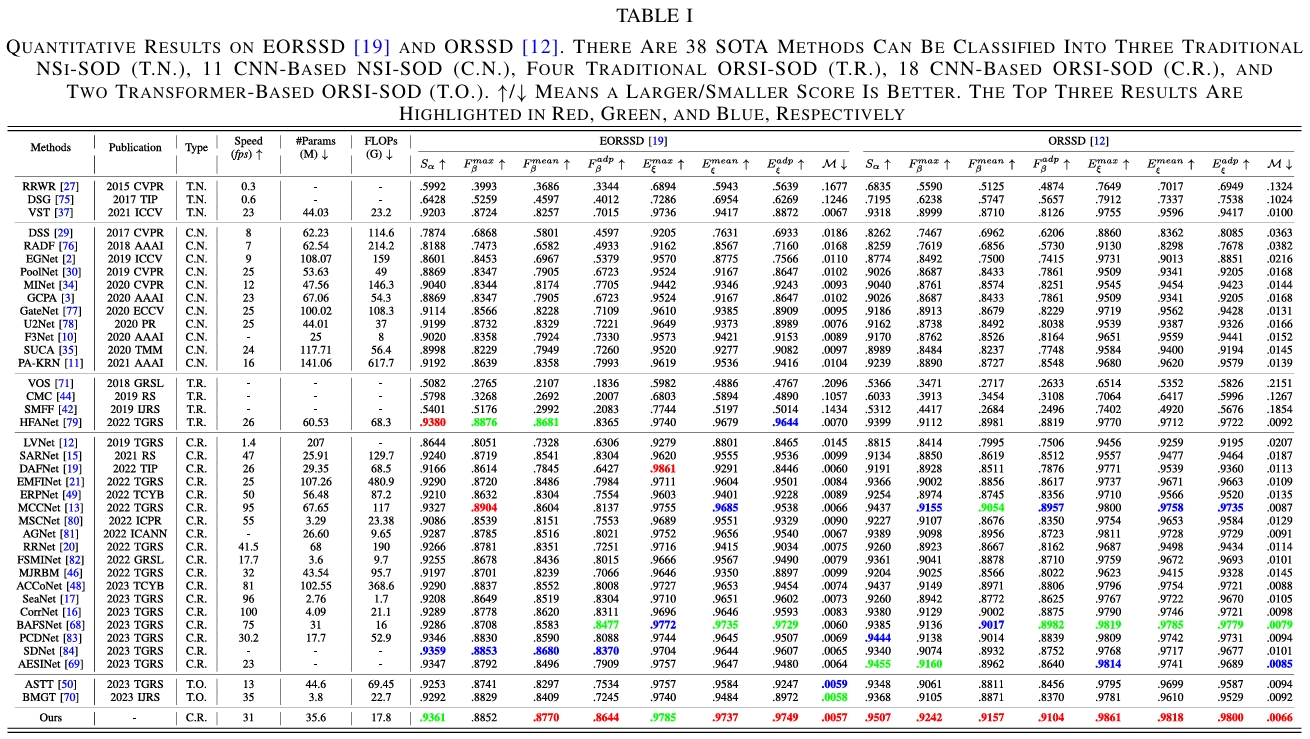 TABLE I
QUANTITATIVE RESULTS ON EORSSD [19] AND ORSSD [12]. THERE ARE 38 SOTA METHODS CAN BE CLASSIFIED INTO THREE TRADITIONAL
NSI-SOD (T.N.), 11 CNN-BASED NSI-SOD (C.N.), FOUR TRADITIONAL ORSI-SOD (T.R.), 18 CNN-BASED ORSI-SOD (C.R.), AND
TWO TRANSFORMER-BASED ORSI-SOD (T.O.). ↑/↓ MEANS A LARGER/SMALLER SCORE IS BETTER. THE TOP THREE RESULTS ARE
HIGHLIGHTED IN RED, GREEN, AND BLUE, RESPECTIVELY
Methods Publication Type Speed (fps) ↑ #Params (M) ↓ FLOPs (G) ↓ EORSSD [19] ORSSD [12]
Sα ↑ Fβ^max ↑ Fβ^mean ↑ Fβ^adp ↑ Eξ^max ↑ Eξ^mean ↑ Eξ^adp ↑ M ↓ Sα ↑ Fβ^max ↑ Fβ^mean ↑ Fβ^adp ↑ Eξ^max ↑ Eξ^mean ↑ Eξ^adp ↑ M ↓
RRWR [27] 2015 CVPR T.N. 0.3 - - .5992 .3993 .3686 .3344 .6894 .5943 .5639 .1677 .6835 .5590 .5125 .4874 .7649 .7017 .6949 .1324
DSG [75] 2017 TIP T.N. 0.6 - - .6428 .5259 .4597 .4012 .7286 .6954 .6269 .1246 .7195 .6238 .5747 .5657 .7912 .7337 .7538 .1024
VST [37] 2021 ICCV T.N. 23 44.03 23.2 .9203 .8724 .8257 .7015 .9736 .9417 .8872 .0067 .9318 .8999 .8710 .8126 .9755 .9596 .9417 .0100
DSS [29] 2017 CVPR C.N. 8 62.23 114.6 .7874 .6868 .5801 .4597 .9205 .7631 .6933 .0186 .8262 .7467 .6962 .6206 .8860 .8362 .8085 .0363
RADF [76] 2018 AAAI C.N. 7 62.54 214.2 .8188 .7473 .6582 .4933 .9162 .8567 .7160 .0168 .8259 .7619 .6856 .5730 .9130 .8298 .7678 .0382
EGNet [2] 2019 ICCV C.N. 9 108.07 159 .8601 .8453 .6967 .5379 .9570 .8775 .7566 .0110 .8774 .8492 .7500 .7415 .9731 .9013 .8851 .0216
PoolNet [30] 2019 CVPR C.N. 25 53.63 49 .8869 .8347 .7905 .6723 .9524 .9167 .8647 .0102 .9026 .8687 .8433 .7861 .9509 .9341 .9205 .0168
MINet [34] 2020 CVPR C.N. 12 47.56 146.3 .9040 .8344 .8174 .7705 .9442 .9346 .9243 .0093 .9040 .8761 .8574 .8251 .9545 .9454 .9423 .0144
GCPA [3] 2020 AAAI C.N. 23 67.06 54.3 .8869 .8347 .7905 .6723 .9524 .9167 .8647 .0102 .9026 .8687 .8433 .7861 .9509 .9341 .9205 .0168
GateNet [77] 2020 ECCV C.N. 25 100.02 108.3 .9114 .8566 .8228 .7109 .9610 .9385 .8909 .0095 .9186 .8913 .8679 .8229 .9719 .9562 .9428 .0131
U2Net [78] 2020 PR C.N. 25 44.01 37 .9199 .8732 .8329 .7221 .9649 .9373 .8989 .0076 .9162 .8738 .8492 .8038 .9539 .9387 .9326 .0166
F3Net [10] 2020 AAAI C.N. - 25 8 .9020 .8358 .7924 .7330 .9573 .9421 .9153 .0089 .9170 .8762 .8526 .8164 .9651 .9559 .9441 .0152
SUCA [35] 2020 TMM C.N. 24 117.71 56.4 .8998 .8229 .7949 .7260 .9520 .9277 .9082 .0097 .8989 .8484 .8237 .7748 .9584 .9400 .9194 .0145
PA-KRN [11] 2021 AAAI C.N. 16 141.06 617.7 .9192 .8639 .8358 .7993 .9619 .9536 .9416 .0104 .9239 .8890 .8727 .8548 .9680 .9620 .9579 .0139
VOS [71] 2018 GRSL T.R. - - - .5082 .2765 .2107 .1836 .5982 .4886 .4767 .2096 .5366 .3471 .2717 .2633 .6514 .5352 .5826 .2151
CMC [44] 2019 RS T.R. - - - .5798 .3268 .2692 .2007 .6803 .5894 .4890 .1057 .6033 .3913 .3454 .3108 .7064 .6417 .5996 .1267
SMFF [42] 2019 IJRS T.R. - - - .5401 .5176 .2992 .2083 .7744 .5197 .5014 .1434 .5312 .4417 .2684 .2496 .7402 .4920 .5676 .1854
HFANet [79] 2022 TGRS T.R. 26 60.53 68.3 .9380 .8876 .8681 .8365 .9740 .9679 .9644 .0070 .9399 .9112 .8981 .8819 .9770 .9712 .9722 .0092
LVNet [12] 2019 TGRS C.R. 1.4 207 - .8644 .8051 .7328 .6306 .9279 .8801 .8465 .0145 .8815 .8414 .7995 .7506 .9456 .9259 .9195 .0207
SARNet [15] 2021 RS C.R. 47 25.91 129.7 .9240 .8719 .8541 .8304 .9620 .9555 .9536 .0099 .9134 .8850 .8619 .8512 .9557 .9477 .9464 .0187
DAFNet [19] 2022 TIP C.R. 26 29.35 68.5 .9166 .8614 .7845 .6427 .9861 .9291 .8446 .0060 .9191 .8928 .8511 .7876 .9771 .9539 .9360 .0113
EMFINet [21] 2022 TGRS C.R. 25 107.26 480.9 .9290 .8720 .8486 .7984 .9711 .9604 .9501 .0084 .9366 .9002 .8856 .8617 .9737 .9671 .9663 .0109
ERPNet [49] 2022 TCYB C.R. 50 56.48 87.2 .9210 .8632 .8304 .7554 .9603 .9401 .9228 .0089 .9254 .8974 .8745 .8356 .9710 .9566 .9520 .0135
MCCNet [13] 2022 TGRS C.R. 95 67.65 117 .9327 .8904 .8604 .8137 .9755 .9685 .9538 .0066 .9437 .9155 .9054 .8957 .9800 .9758 .9735 .0087
MSCNet [80] 2022 ICPR C.R. 55 3.29 23.38 .9086 .8539 .8151 .7553 .9689 .9551 .9329 .0090 .9227 .9107 .8676 .8350 .9754 .9653 .9584 .0129
AGNet [81] 2022 ICANN C.R. - 26.60 9.65 .9287 .8785 .8516 .8021 .9752 .9656 .9540 .0067 .9389 .9098 .8956 .8723 .9811 .9728 .9729 .0091
RRNet [20] 2022 TGRS C.R. 41.5 68 190 .9266 .8781 .8351 .7251 .9716 .9415 .9034 .0075 .9260 .8923 .8667 .8162 .9687 .9498 .9434 .0114
FSMINet [82] 2022 GRSL C.R. 17.7 3.6 9.7 .9255 .8678 .8436 .8015 .9666 .9567 .9490 .0079 .9361 .9041 .8878 .8710 .9759 .9672 .9693 .0101
MJRBM [46] 2022 TGRS C.R. 32 43.54 95.7 .9197 .8701 .8239 .7066 .9646 .9350 .8897 .0099 .9204 .9025 .8566 .8022 .9623 .9415 .9328 .0145
ACCoNet [48] 2023 TCYB C.R. 81 102.55 368.6 .9290 .8837 .8552 .8008 .9727 .9653 .9454 .0074 .9437 .9149 .8971 .8806 .9796 .9754 .9721 .0088
SeaNet [17] 2023 TGRS C.R. 96 2.76 1.7 .9208 .8649 .8519 .8304 .9710 .9651 .9602 .0073 .9260 .8942 .8772 .8625 .9767 .9722 .9670 .0105
CorrNet [16] 2023 TGRS C.R. 100 4.09 21.1 .9289 .8778 .8620 .8311 .9696 .9646 .9593 .0083 .9380 .9129 .9002 .8875 .9790 .9746 .9721 .0098
BAFSNet [68] 2023 TGRS C.R. 75 31 16 .9286 .8708 .8583 .8477 .9772 .9735 .9729 .0060 .9385 .9136 .9017 .8982 .9819 .9785 .9779 .0079
PCDNet [83] 2023 TGRS C.R. 30.2 17.7 52.9 .9346 .8830 .8590 .8088 .9744 .9645 .9507 .0069 .9444 .9138 .9014 .8839 .9809 .9742 .9731 .0094
SDNet [84] 2023 TGRS C.R. - - - .9359 .8853 .8680 .8370 .9704 .9644 .9607 .0065 .9340 .9074 .8932 .8752 .9768 .9717 .9677 .0101
AESINet [69] 2023 TGRS C.R. 23 - - .9347 .8792 .8496 .7909 .9757 .9647 .9480 .0064 .9455 .9160 .8962 .8640 .9814 .9741 .9689 .0085
ASTT [50] 2023 TGRS T.O. 13 44.6 69.45 .9253 .8741 .8297 .7534 .9757 .9584 .9247 .0059 .9348 .9061 .8811 .8456 .9795 .9699 .9587 .0094
BMGT [70] 2023 IJRS T.O. 35 3.8 22.7 .9292 .8829 .8409 .7245 .9740 .9484 .8972 .0058 .9368 .9105 .8871 .8370 .9781 .9610 .9529 .0092
Ours - C.R. 31 35.6 17.8 .9361 .8852 .8770 .8644 .9785 .9737 .9749 .0057 .9507 .9242 .9157 .9104 .9861 .9818 .9800 .0066